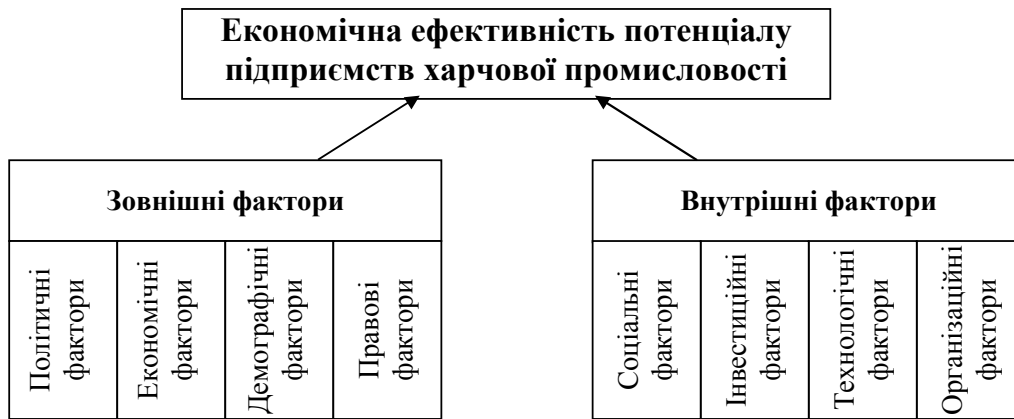 Економічна ефективність потенціалу
підприємств харчової промисловості
Зовнішні фактори
Політичні
фактори
Економічні
фактори
Демографічні
фактори
Правові
фактори
Внутрішні фактори
Соціальні
фактори
Інвестиційні
фактори
Технологічні
фактори
Організаційні
фактори